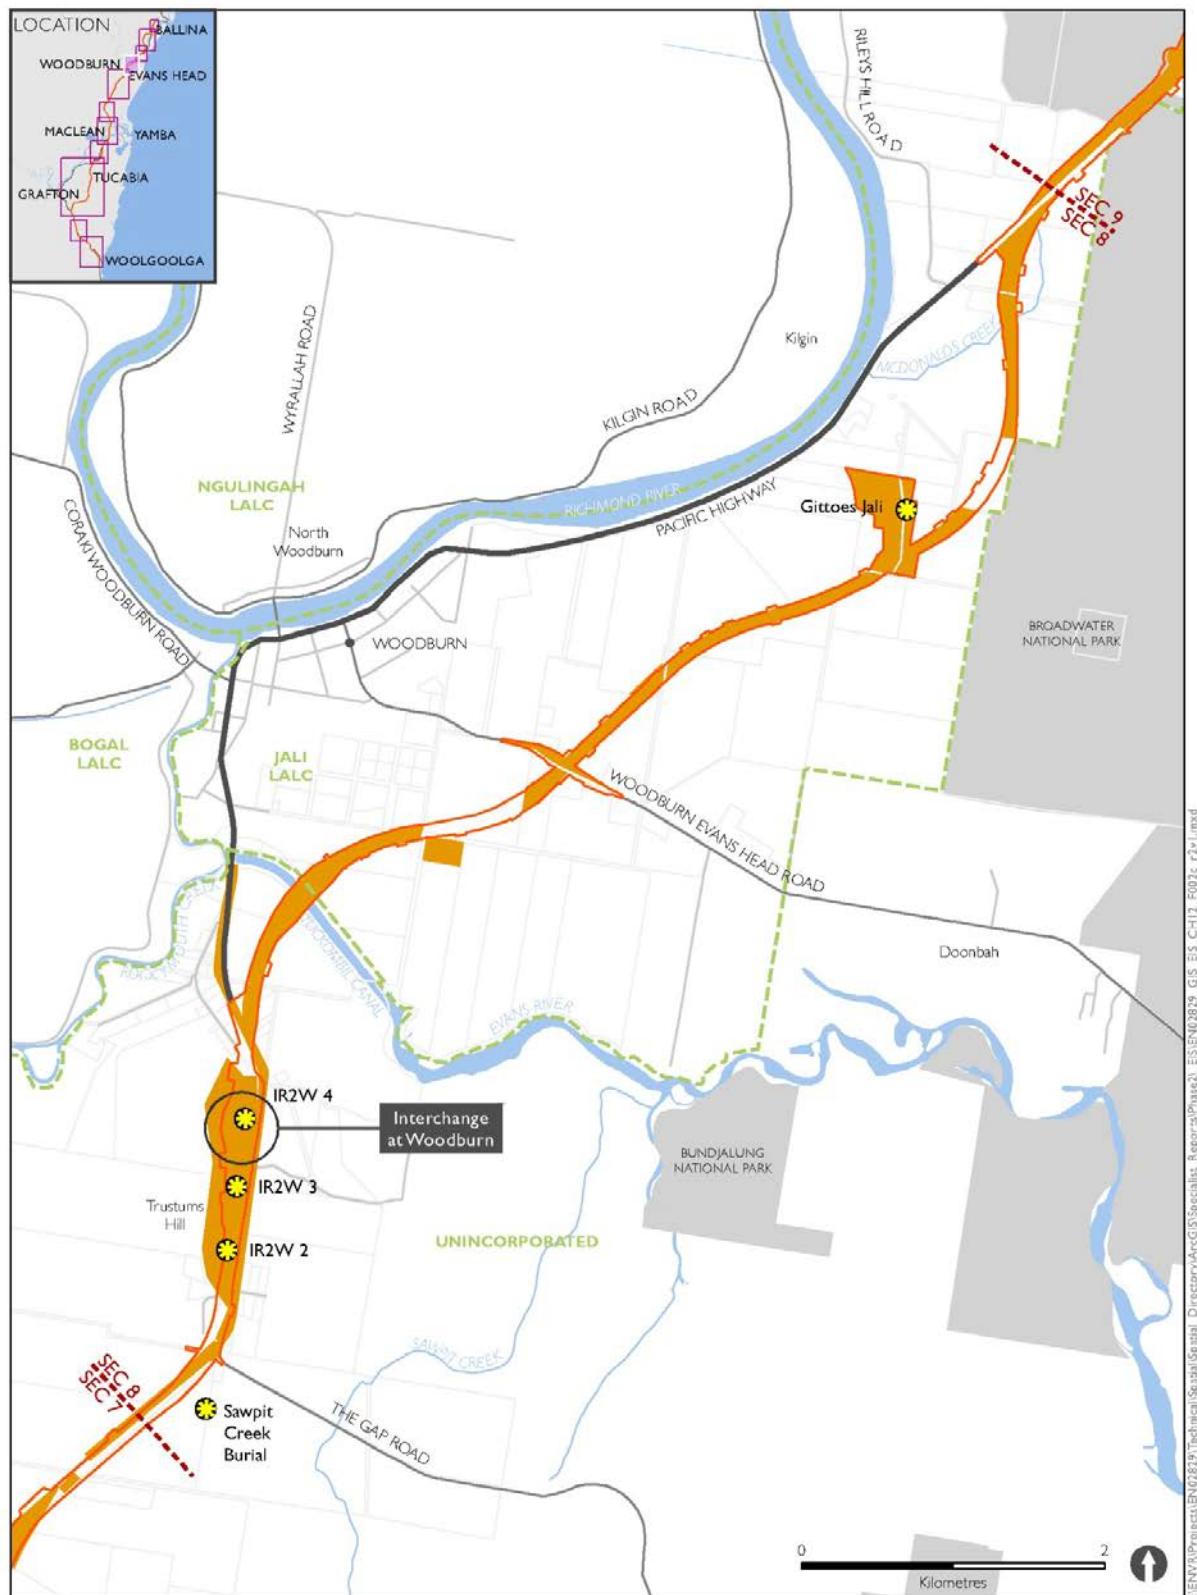 LOCATION
BALLINA
WOODBURN
EVANS HEAD
MACLEAN
YAMBA
TUCABIA
GRAFTON
WOOLGOOLGA
RILEYS HILL ROAD
SEC 9
SEC 8
WYRALLAH ROAD
Kilgin
MCDONALDS CREEK
KILGIN ROAD
NGULINGAH
LALC
RICHMOND RIVER
PACIFIC HIGHWAY
Gittoes Jali
North
Woodburn
CORAKI WOODBURN ROAD
WOODBURN
BROADWATER
NATIONAL PARK
BOGAL
LALC
JALI
LALC
WOODBURN EVANS HEAD ROAD
Doonbah
ROCKY MOUTH CREEK
TUCKOMBIL CANAL
EVANS RIVER
IR2W 4
Interchange
at Woodburn
BUNDJALUNG
NATIONAL PARK
IR2W 3
Trustums
Hill
IR2W 2
UNINCORPORATED
SAWPIT CREEK
SEC 8
SEC 7
Sawpit
Creek
Burial
THE GAP ROAD
0 2
Kilometres